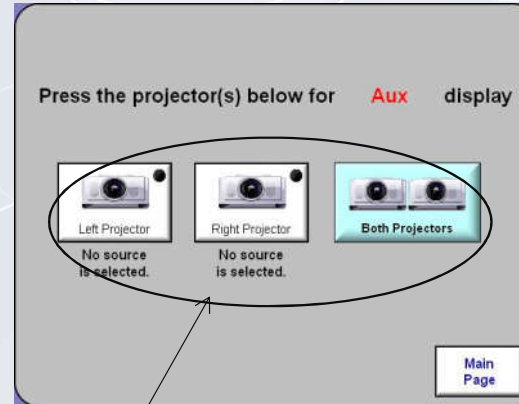 Press the projector(s) below for Aux display
Left Projector
Right Projector
Both Projectors
No source
is selected.
No source
is selected.
Main
Page